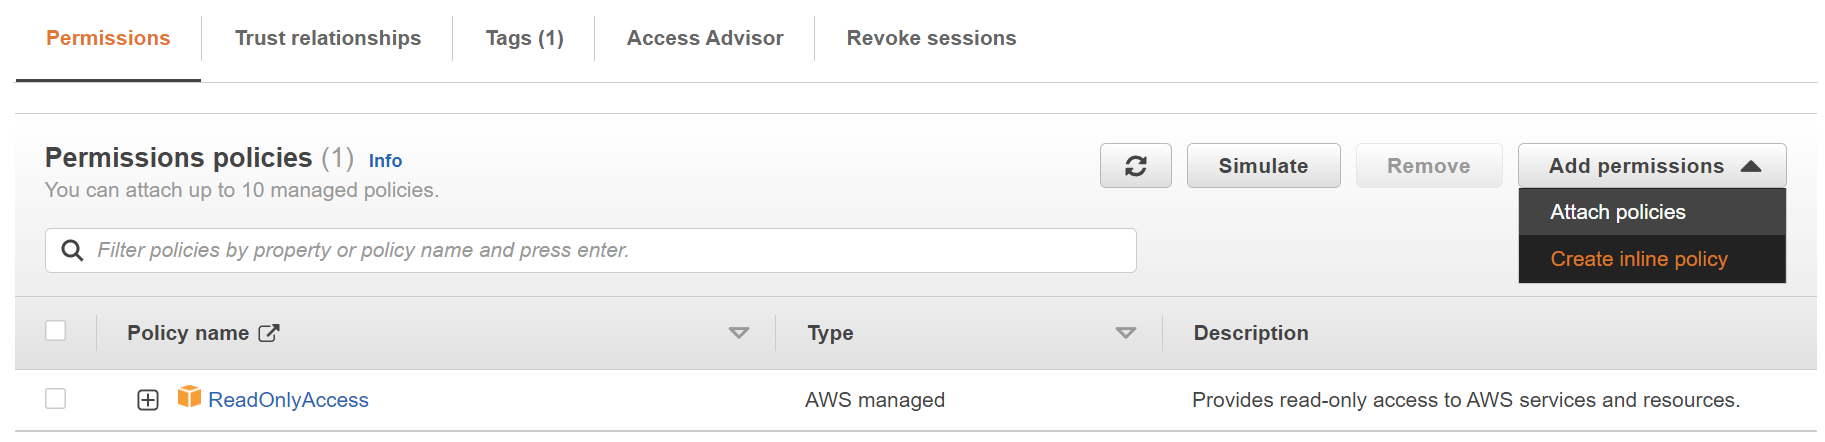 Permissions Trust relationships Tags (1) Access Advisor Revoke sessions
Permissions policies (1) Info
You can attach up to 10 managed policies.
Simulate Remove Add permissions
Attach policies
Create inline policy
Filter policies by property or policy name and press enter.
Policy name Type Description
ReadOnlyAccess AWS managed Provides read-only access to AWS services and resources.